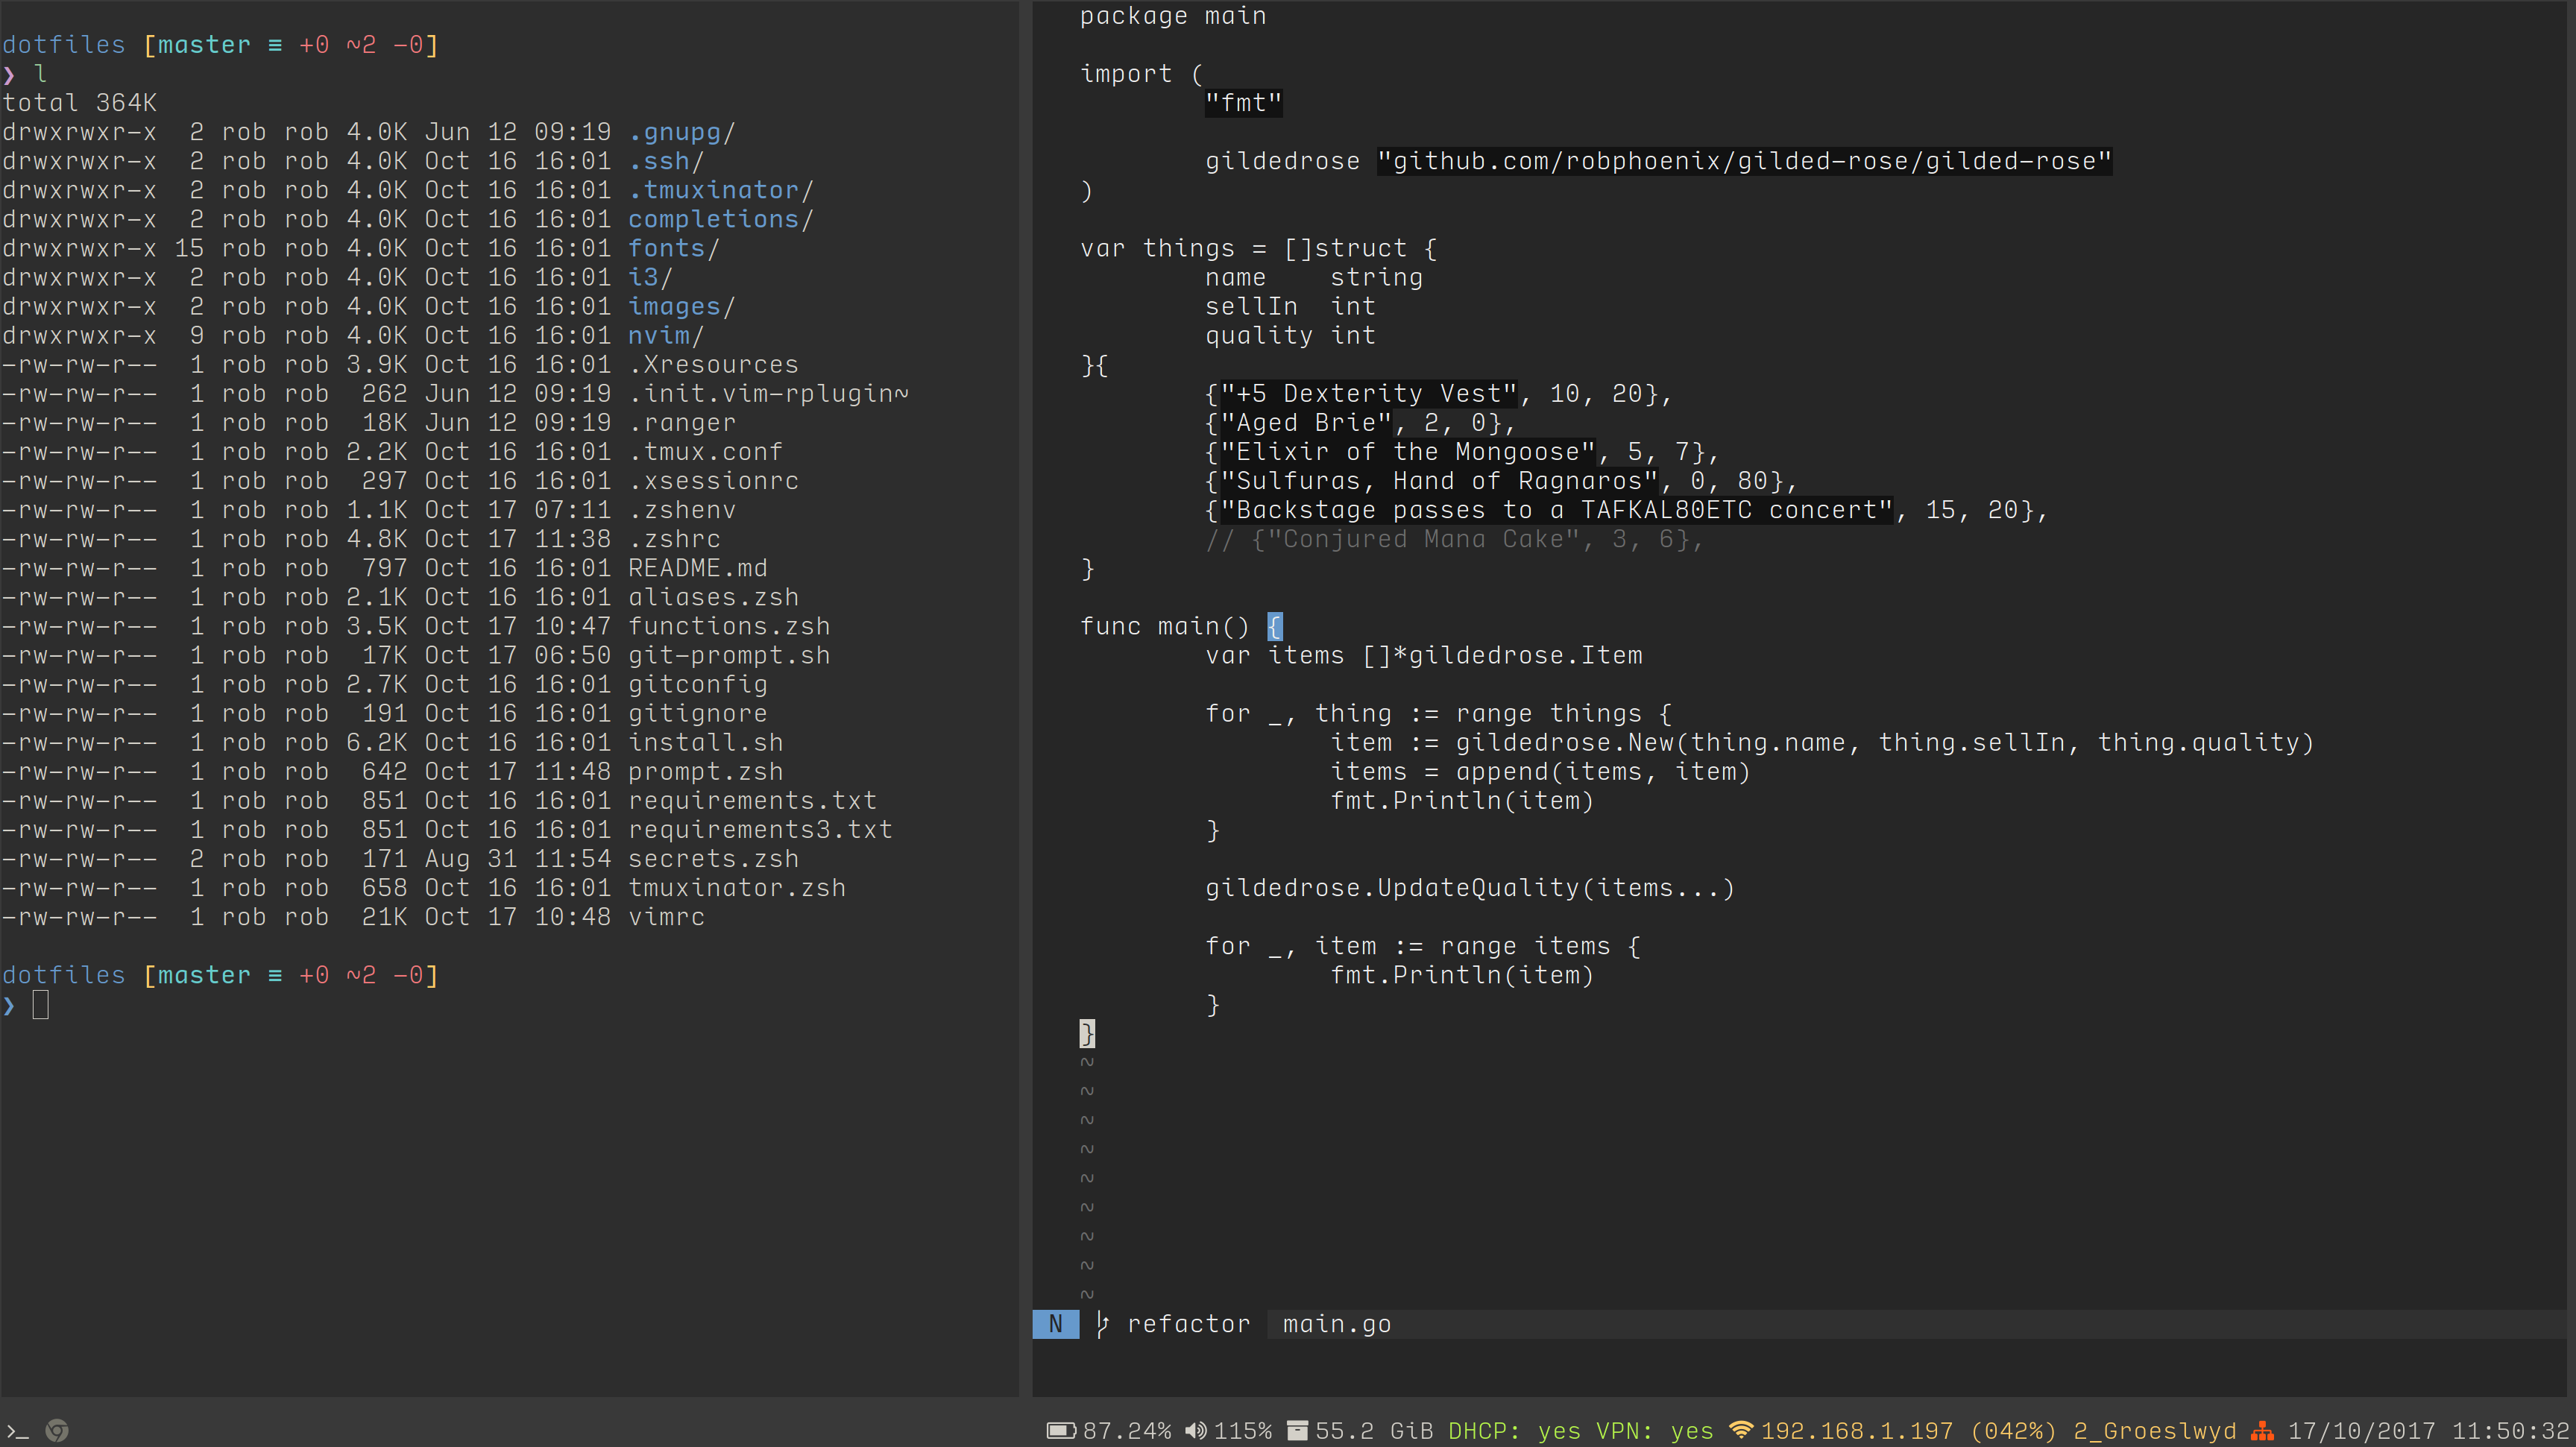 dotfiles [master ≡ +0 ~2 -0]
❯ l
total 364K
drwxrwxr-x  2 rob rob 4.0K Jun 12 09:19 .gnupg/
drwxrwxr-x  2 rob rob 4.0K Oct 16 16:01 .ssh/
drwxrwxr-x  2 rob rob 4.0K Oct 16 16:01 .tmuxinator/
drwxrwxr-x  2 rob rob 4.0K Oct 16 16:01 completions/
drwxrwxr-x 15 rob rob 4.0K Oct 16 16:01 fonts/
drwxrwxr-x  2 rob rob 4.0K Oct 16 16:01 i3/
drwxrwxr-x  2 rob rob 4.0K Oct 16 16:01 images/
drwxrwxr-x  9 rob rob 4.0K Oct 16 16:01 nvim/
-rw-rw-r--  1 rob rob 3.9K Oct 16 16:01 .Xresources
-rw-rw-r--  1 rob rob  262 Jun 12 09:19 .init.vim-rplugin~
-rw-rw-r--  1 rob rob  18K Jun 12 09:19 .ranger
-rw-rw-r--  1 rob rob 2.2K Oct 16 16:01 .tmux.conf
-rw-rw-r--  1 rob rob  297 Oct 16 16:01 .xsessionrc
-rw-rw-r--  1 rob rob 1.1K Oct 17 07:11 .zshenv
-rw-rw-r--  1 rob rob 4.8K Oct 17 11:38 .zshrc
-rw-rw-r--  1 rob rob  797 Oct 16 16:01 README.md
-rw-rw-r--  1 rob rob 2.1K Oct 16 16:01 aliases.zsh
-rw-rw-r--  1 rob rob 3.5K Oct 17 10:47 functions.zsh
-rw-rw-r--  1 rob rob  17K Oct 17 06:50 git-prompt.sh
-rw-rw-r--  1 rob rob 2.7K Oct 16 16:01 gitconfig
-rw-rw-r--  1 rob rob  191 Oct 16 16:01 gitignore
-rw-rw-r--  1 rob rob 6.2K Oct 16 16:01 install.sh
-rw-rw-r--  1 rob rob  642 Oct 17 11:48 prompt.zsh
-rw-rw-r--  1 rob rob  851 Oct 16 16:01 requirements.txt
-rw-rw-r--  1 rob rob  851 Oct 16 16:01 requirements3.txt
-rw-rw-r--  2 rob rob  171 Aug 31 11:54 secrets.zsh
-rw-rw-r--  1 rob rob  658 Oct 16 16:01 tmuxinator.zsh
-rw-rw-r--  1 rob rob  21K Oct 17 10:48 vimrc
dotfiles [master ≡ +0 ~2 -0]
❯
package main
import (
        "fmt"
        gildedrose "github.com/robphoenix/gilded-rose/gilded-rose"
)
var things = []struct {
        name    string
        sellIn  int
        quality int
}{
        {"+5 Dexterity Vest", 10, 20},
        {"Aged Brie", 2, 0},
        {"Elixir of the Mongoose", 5, 7},
        {"Sulfuras, Hand of Ragnaros", 0, 80},
        {"Backstage passes to a TAFKAL80ETC concert", 15, 20},
        // {"Conjured Mana Cake", 3, 6},
}
func main() {
        var items []*gildedrose.Item
        for _, thing := range things {
                item := gildedrose.New(thing.name, thing.sellIn, thing.quality)
                items = append(items, item)
                fmt.Println(item)
        }
        gildedrose.UpdateQuality(items...)
        for _, item := range items {
                fmt.Println(item)
        }
}
~
~
~
~
~
~
~
~
~
N refactor main.go
>_ 87.24% 115% 55.2 GiB DHCP: yes VPN: yes 192.168.1.197 (042%) 2_Groeslwyd 17/10/2017 11:50:32